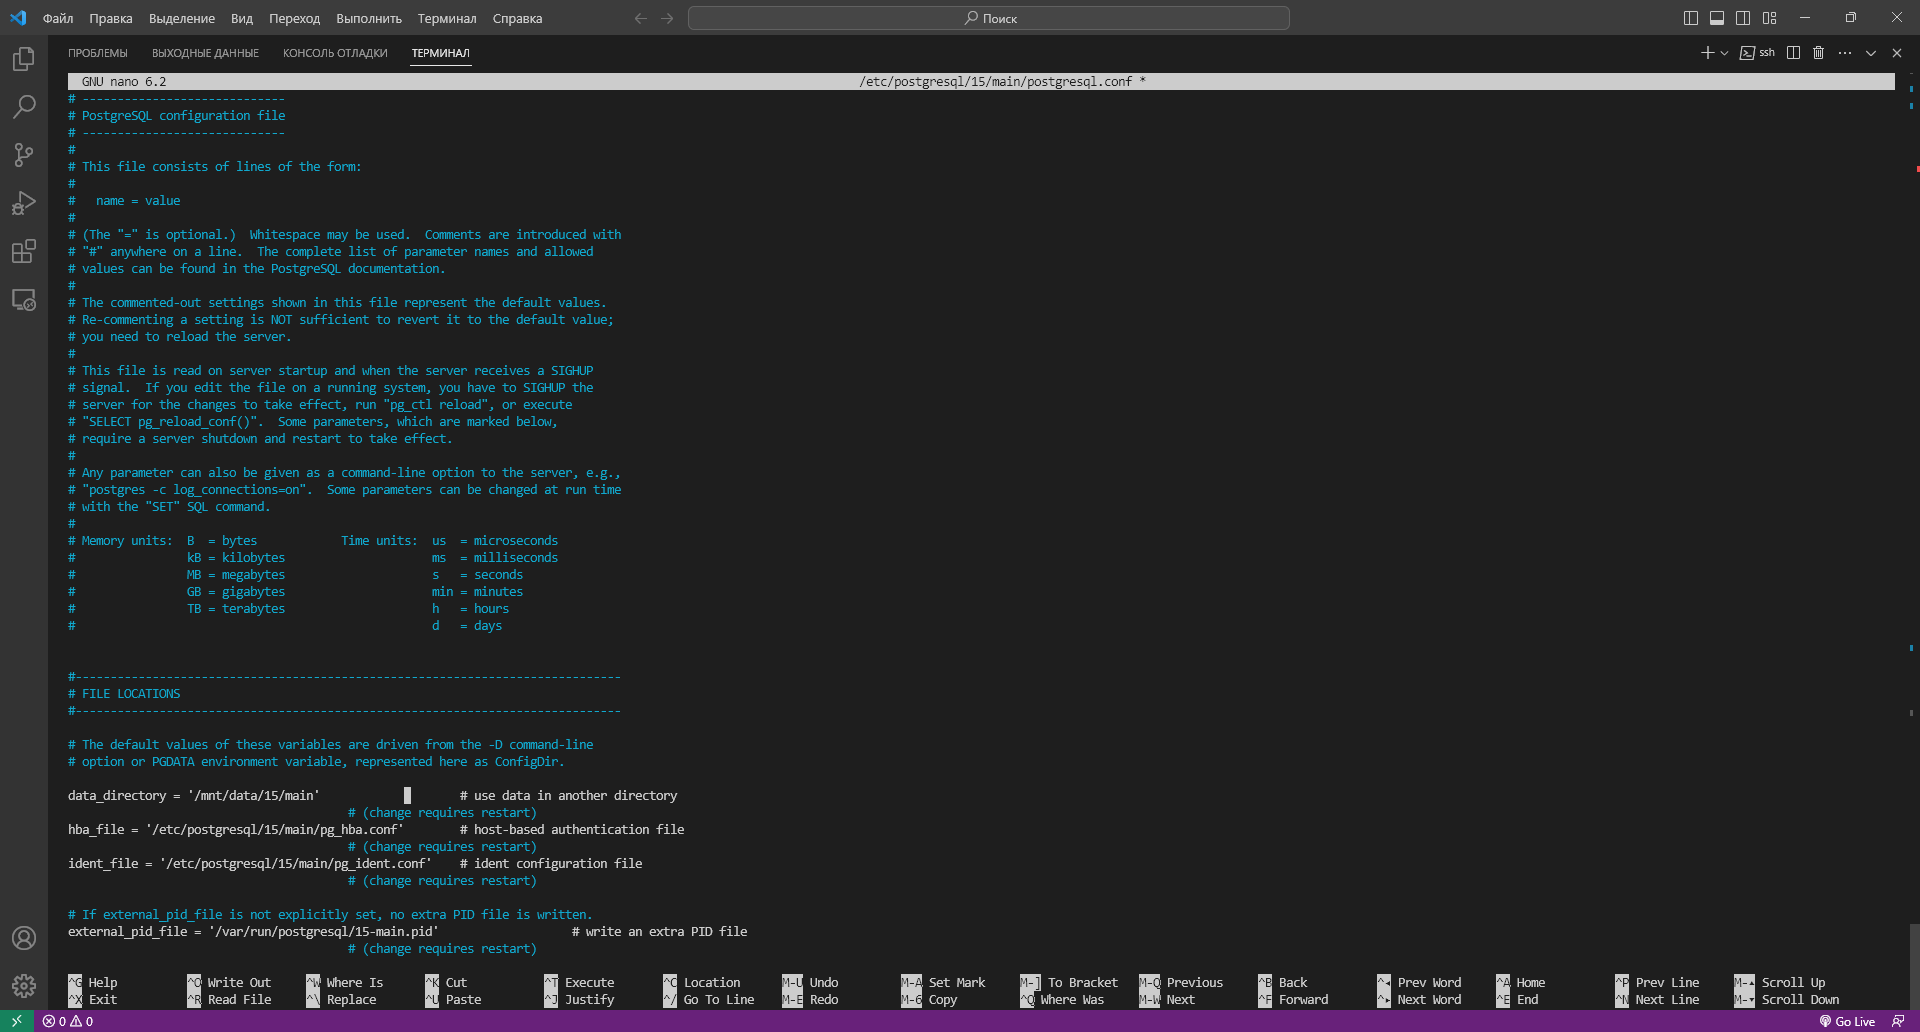 Файл Правка Выделение Вид Переход Выполнить Терминал Справка Поиск
ПРОБЛЕМЫ ВЫХОДНЫЕ ДАННЫЕ КОНСОЛЬ ОТЛАДКИ ТЕРМИНАЛ ssh
GNU nano 6.2 /etc/postgresql/15/main/postgresql.conf *
# -----------------------------
# PostgreSQL configuration file
# -----------------------------
#
# This file consists of lines of the form:
#
#   name = value
#
# (The "=" is optional.)  Whitespace may be used.  Comments are introduced with
# "#" anywhere on a line.  The complete list of parameter names and allowed
# values can be found in the PostgreSQL documentation.
#
# The commented-out settings shown in this file represent the default values.
# Re-commenting a setting is NOT sufficient to revert it to the default value;
# you need to reload the server.
#
# This file is read on server startup and when the server receives a SIGHUP
# signal.  If you edit the file on a running system, you have to SIGHUP the
# server for the changes to take effect, run "pg_ctl reload", or execute
# "SELECT pg_reload_conf()".  Some parameters, which are marked below,
# require a server shutdown and restart to take effect.
#
# Any parameter can also be given as a command-line option to the server, e.g.,
# "postgres -c log_connections=on".  Some parameters can be changed at run time
# with the "SET" SQL command.
#
# Memory units:  B  = bytes            Time units:  us  = microseconds
#                kB = kilobytes                     ms  = milliseconds
#                MB = megabytes                     s   = seconds
#                GB = gigabytes                     min = minutes
#                TB = terabytes                     h   = hours
#                                                   d   = days
#------------------------------------------------------------------------------
# FILE LOCATIONS
#------------------------------------------------------------------------------
# The default values of these variables are driven from the -D command-line
# option or PGDATA environment variable, represented here as ConfigDir.
data_directory = '/mnt/data/15/main'                    # use data in another directory
# (change requires restart)
hba_file = '/etc/postgresql/15/main/pg_hba.conf'        # host-based authentication file
# (change requires restart)
ident_file = '/etc/postgresql/15/main/pg_ident.conf'    # ident configuration file
# (change requires restart)
# If external_pid_file is not explicitly set, no extra PID file is written.
external_pid_file = '/var/run/postgresql/15-main.pid'                   # write an extra PID file
# (change requires restart)
^G Help ^O Write Out ^W Where Is ^K Cut ^T Execute ^C Location M-U Undo M-A Set Mark M-] To Bracket M-Q Previous ^B Back ^◂ Prev Word ^A Home ^P Prev Line M-▴ Scroll Up
^X Exit ^R Read File ^\ Replace ^U Paste ^J Justify ^/ Go To Line M-E Redo M-6 Copy ^Q Where Was M-W Next ^F Forward ^▸ Next Word ^E End ^N Next Line M-▾ Scroll Down
0 0 Go Live